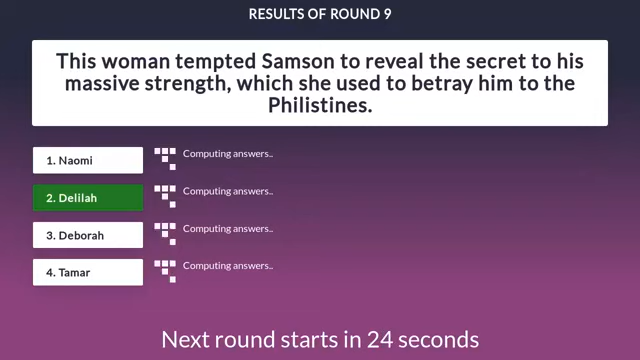 RESULTS OF ROUND 9
This woman tempted Samson to reveal the secret to his
massive strength, which she used to betray him to the
Philistines.
1. Naomi
Computing answers..
2. Delilah
Computing answers..
3. Deborah
Computing answers..
4. Tamar
Computing answers..
Next round starts in 24 seconds